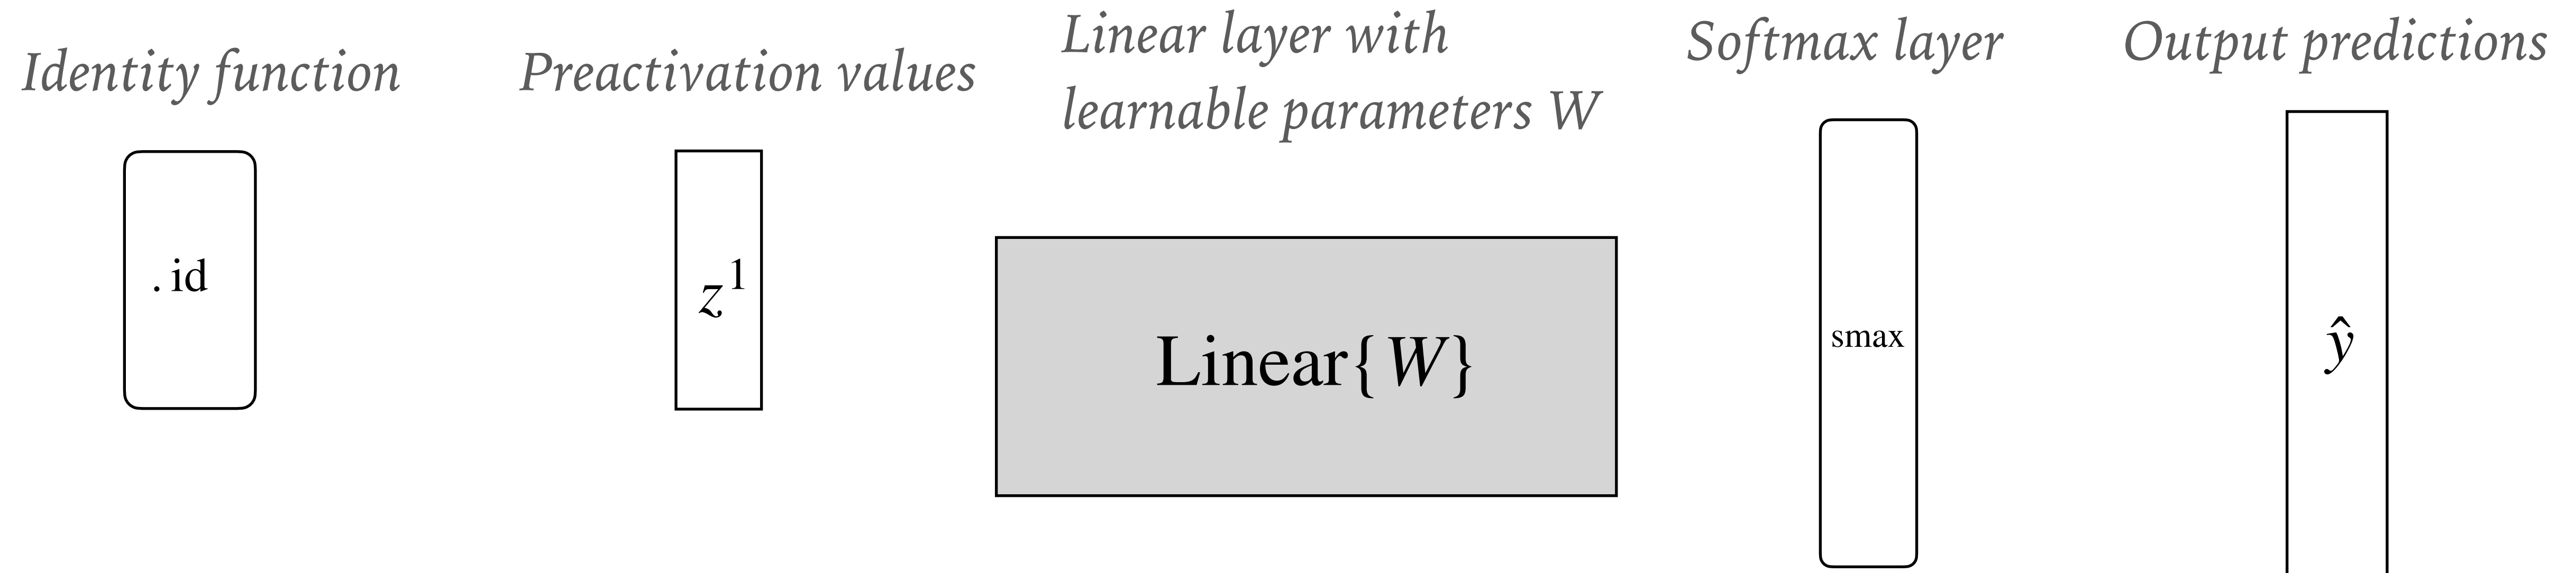 Identity function
Preactivation values
Linear layer with
learnable parameters W
Softmax layer
Output predictions
. id
z¹
Linear{W}
smax
ŷ